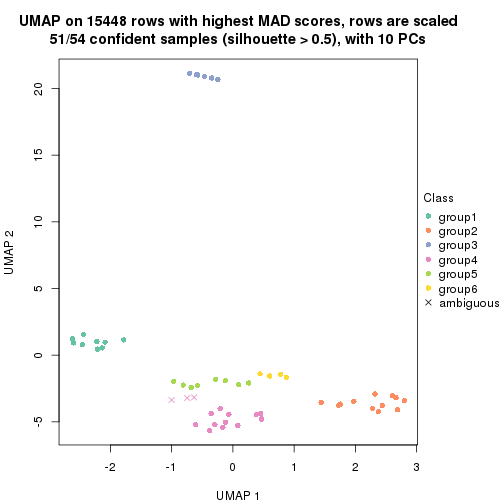 UMAP on 15448 rows with highest MAD scores, rows are scaled
51/54 confident samples (silhouette > 0.5), with 10 PCs
20
15
10
5
0
-5
UMAP 2
-2
-1
0
1
2
3
UMAP 1
Class
group1
group2
group3
group4
group5
group6
ambiguous